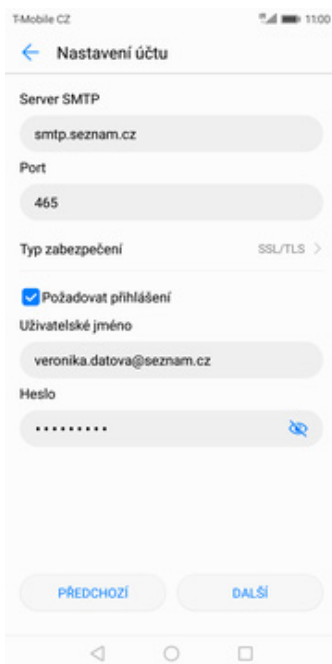 T-Mobile CZ 11:00
Nastavení účtu
Server SMTP
smtp.seznam.cz
Port
465
Typ zabezpečení SSL/TLS
Požadovat přihlášení
Uživatelské jméno
veronika.datova@seznam.cz
Heslo
•••••••••
PŘEDCHOZÍ DALŠÍ